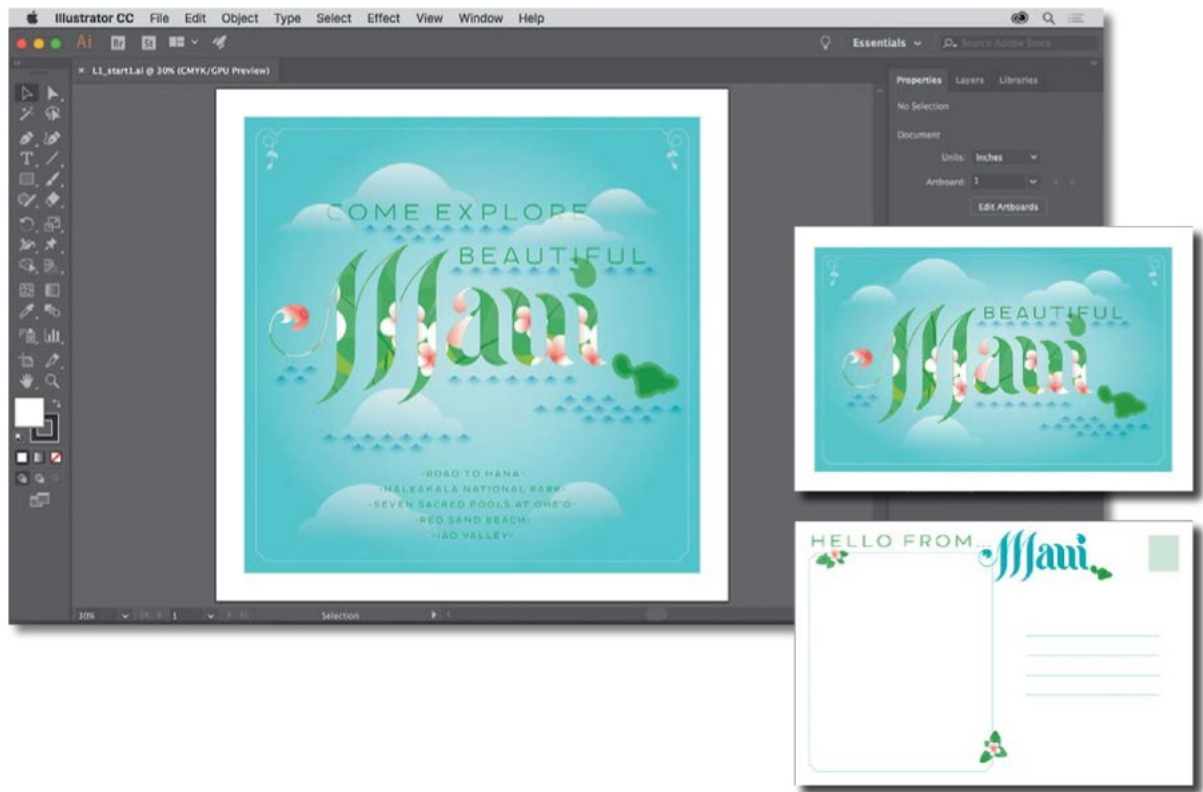 Illustrator CC File Edit Object Type Select Effect View Window Help
Ai Br St Essentials Search Adobe Stock
× L1_start1.ai @ 30% (CMYK/GPU Preview)
Properties Layers Libraries
No Selection
Document
Units: Inches
Artboard: 1
Edit Artboards
COME EXPLORE
BEAUTIFUL
Maui
·ROAD TO HANA·
·HALEAKALA NATIONAL PARK·
·SEVEN SACRED POOLS AT OHE'O·
·RED SAND BEACH·
·IAO VALLEY·
30% 1 Selection
BEAUTIFUL
Maui
HELLO FROM... Maui